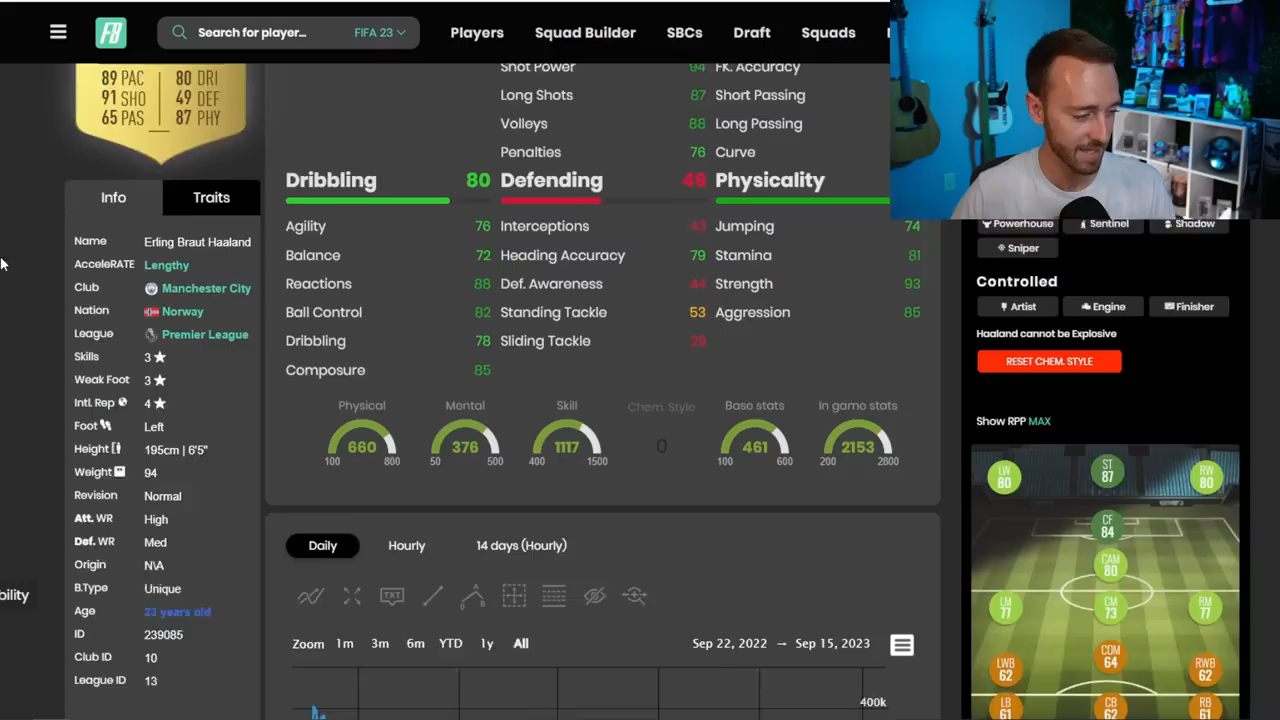 FB
Search for player...
FIFA 23
Players
Squad Builder
SBCs
Draft
Squads
89 PAC 80 DRI
91 SHO 49 DEF
65 PAS 87 PHY
Info
Traits
Name Erling Braut Haaland
AcceleRATE Lengthy
Club Manchester City
Nation Norway
League Premier League
Skills 3
Weak Foot 3
Intl. Rep 4
Foot Left
Height 195cm | 6'5"
Weight 94
Revision Normal
Att. WR High
Def. WR Med
Origin N\A
B.Type Unique
Age 23 years old
ID 239085
Club ID 10
League ID 13
bility
Shot Power 94 FK. Accuracy
Long Shots 87 Short Passing
Volleys 88 Long Passing
Penalties 76 Curve
Dribbling 80
Agility 76
Balance 72
Reactions 88
Ball Control 82
Dribbling 78
Composure 85
Defending 49
Interceptions 43
Heading Accuracy 79
Def. Awareness 44
Standing Tackle 53
Sliding Tackle 29
Physicality
Jumping 74
Stamina 81
Strength 93
Aggression 85
Physical
660
100 800
Mental
376
50 500
Skill
1117
400 1500
Chem. Style
0
Base stats
461
100 600
In game stats
2153
200 2800
Daily
Hourly
14 days (Hourly)
TXT
Zoom 1m 3m 6m YTD 1y All
Sep 22, 2022 → Sep 15, 2023
400k
Powerhouse
Sentinel
Shadow
Sniper
Controlled
Artist
Engine
Finisher
Haaland cannot be Explosive
RESET CHEM. STYLE
Show RPP MAX
LW
80
ST
87
RW
80
CF
84
CAM
80
LM
77
CM
73
RM
77
CDM
64
LWB
62
RWB
62
LB
61
CB
62
RB
61